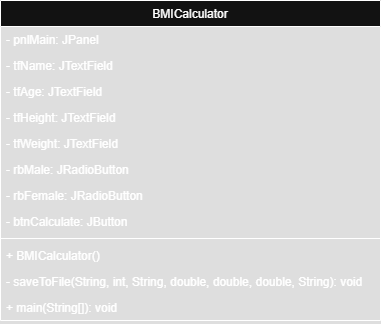 BMICalculator
- pnlMain: JPanel
- tfName: JTextField
- tfAge: JTextField
- tfHeight: JTextField
- tfWeight: JTextField
- rbMale: JRadioButton
- rbFemale: JRadioButton
- btnCalculate: JButton
+ BMICalculator()
- saveToFile(String, int, String, double, double, double, String): void
+ main(String[]): void